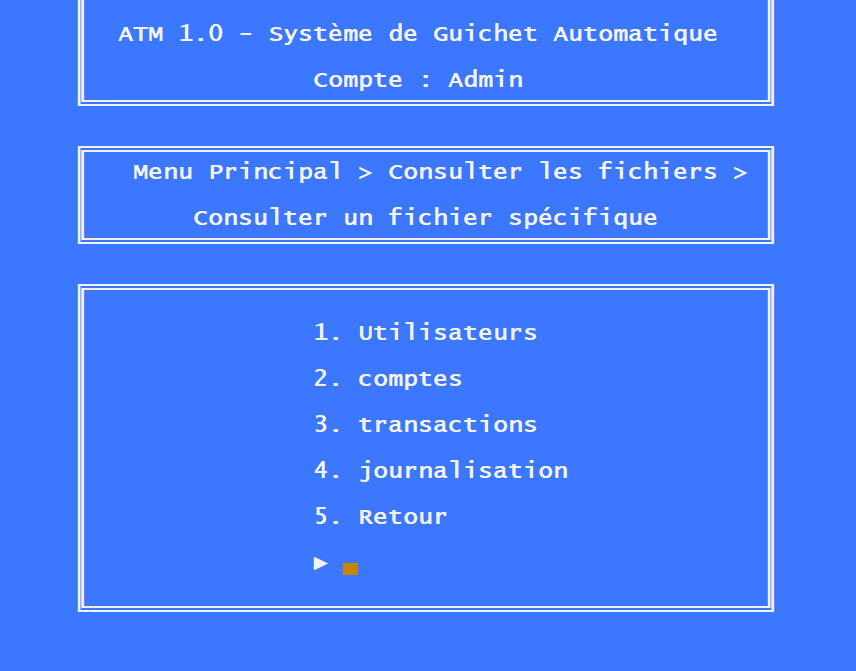 ATM 1.0 - Système de Guichet Automatique
Compte : Admin
Menu Principal > Consulter les fichiers >
Consulter un fichier spécifique
1. Utilisateurs
2. comptes
3. transactions
4. journalisation
5. Retour
►